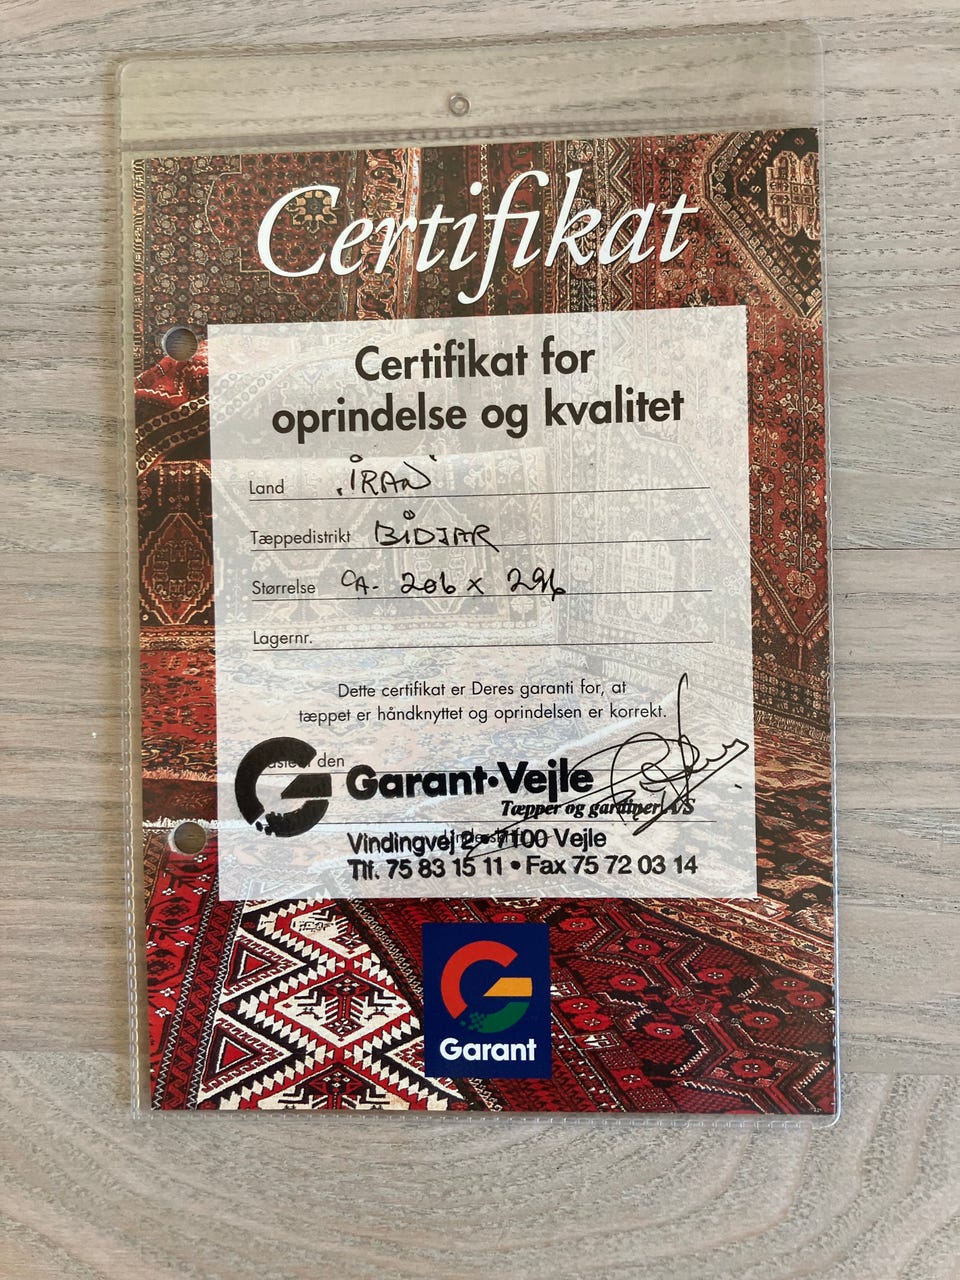 Certifikat
Certifikat for
oprindelse og kvalitet
Land IRAN
Tæppedistrikt BIDJAR
Størrelse CA- 206 x 296
Lagernr.
Dette certifikat er Deres garanti for, at
tæppet er håndknyttet og oprindelsen er korrekt.
den
Garant•Vejle
Tæpper og gardiner A/S
Vindingvej 2 • 7100 Vejle
Tlf. 75 83 15 11 • Fax 75 72 03 14
Garant